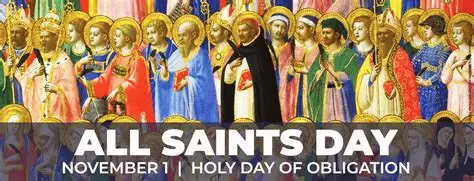 ALL SAINTS DAY
NOVEMBER 1 | HOLY DAY OF OBLIGATION